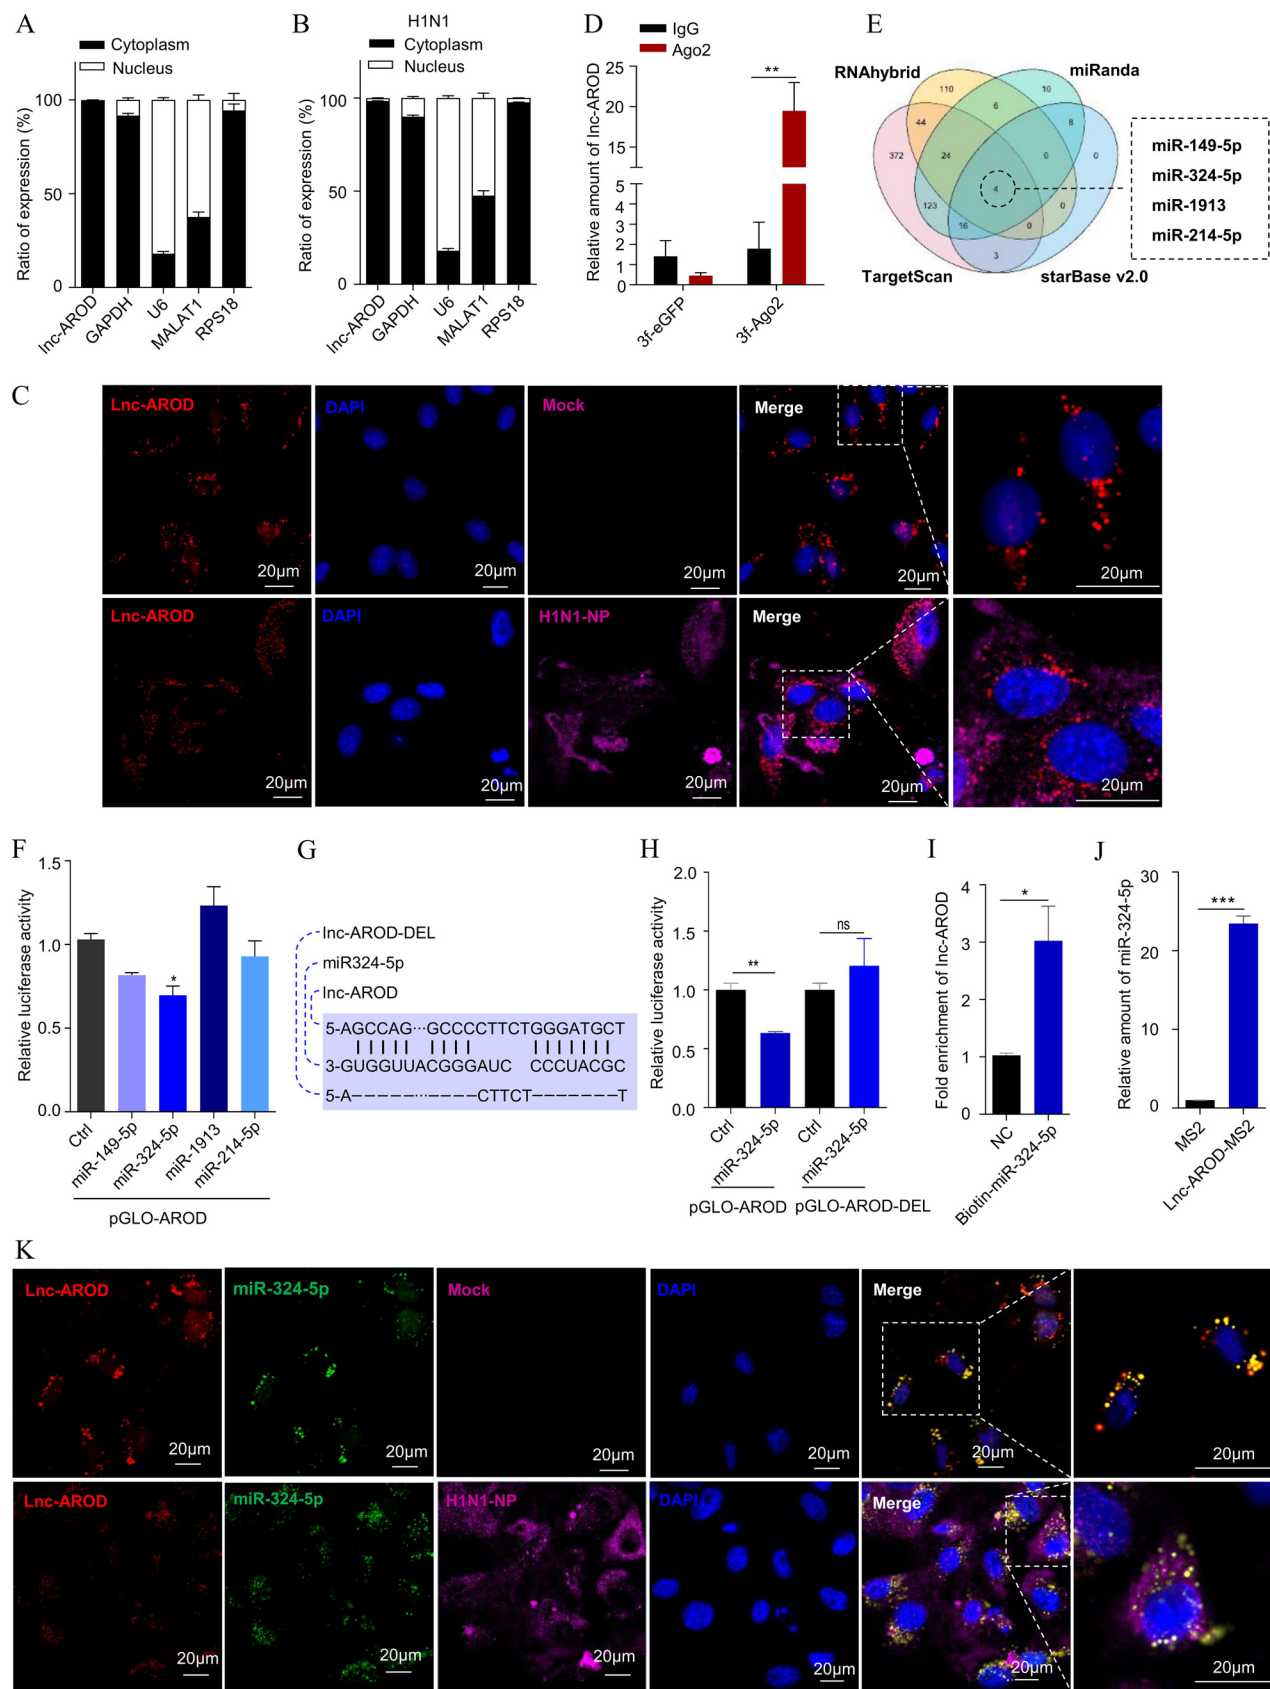 A
Cytoplasm
Nucleus
Ratio of expression (%)
100
50
0
lnc-AROD
GAPDH
U6
MALAT1
RPS18
B
H1N1
Cytoplasm
Nucleus
Ratio of expression (%)
100
50
0
lnc-AROD
GAPDH
U6
MALAT1
RPS18
D
IgG
Ago2
Relative amount of lnc-AROD
25
20
15
5
4
3
2
1
0
**
3f-eGFP
3f-Ago2
E
RNAhybrid
miRanda
110
10
44
6
8
372
24
0
0
4
123
0
16
0
3
TargetScan
starBase v2.0
miR-149-5p
miR-324-5p
miR-1913
miR-214-5p
C
Lnc-AROD
DAPI
Mock
Merge
20μm
20μm
20μm
20μm
20μm
Lnc-AROD
DAPI
H1N1-NP
Merge
20μm
20μm
20μm
20μm
20μm
F
Relative luciferase activity
1.5
1.0
0.5
0.0
*
Ctrl
miR-149-5p
miR-324-5p
miR-1913
miR-214-5p
pGLO-AROD
G
lnc-AROD-DEL
miR324-5p
lnc-AROD
5-AGCCAG···GCCCCTTCTGGGATGCT
3-GUGGUUACGGGAUC CCCUACGC
5-A———————···—————CTTCT————————T
H
Relative luciferase activity
2.0
1.5
1.0
0.5
0.0
**
ns
Ctrl
miR-324-5p
Ctrl
miR-324-5p
pGLO-AROD
pGLO-AROD-DEL
I
Fold enrichment of lnc-AROD
4
3
2
1
0
*
NC
Biotin-miR-324-5p
J
Relative amount of miR-324-5p
30
20
10
0
***
MS2
Lnc-AROD-MS2
K
Lnc-AROD
miR-324-5p
Mock
DAPI
Merge
20μm
20μm
20μm
20μm
20μm
20μm
Lnc-AROD
miR-324-5p
H1N1-NP
DAPI
Merge
20μm
20μm
20μm
20μm
20μm
20μm